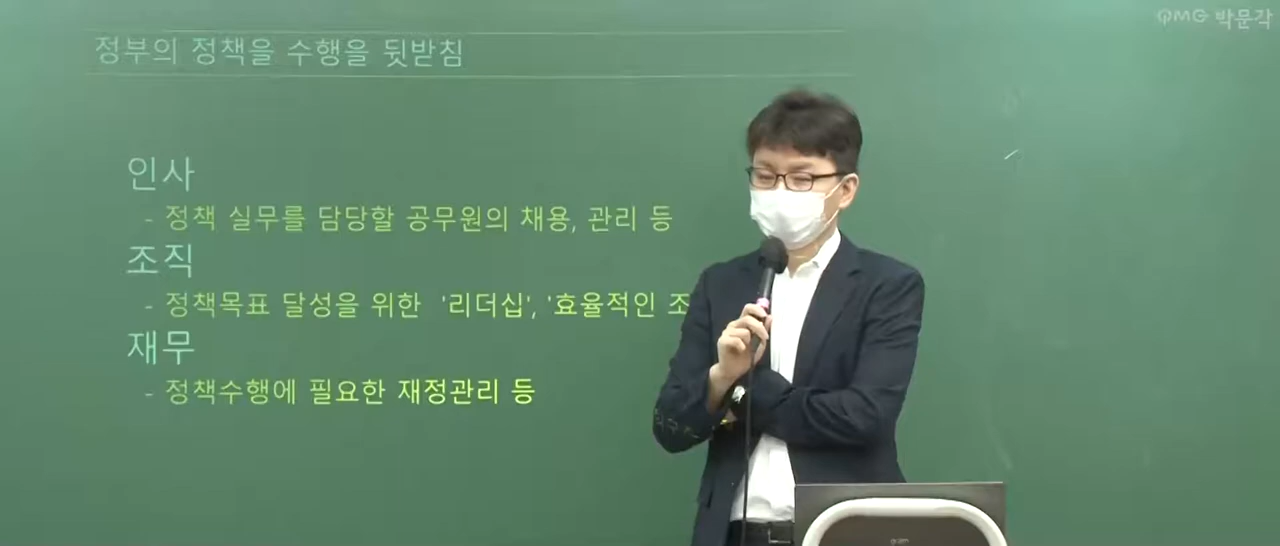 PMG 박문각
정부의 정책을 수행을 뒷받침
인사
- 정책 실무를 담당할 공무원의 채용, 관리 등
조직
- 정책목표 달성을 위한 '리더십', '효율적인 조
재무
- 정책수행에 필요한 재정관리 등